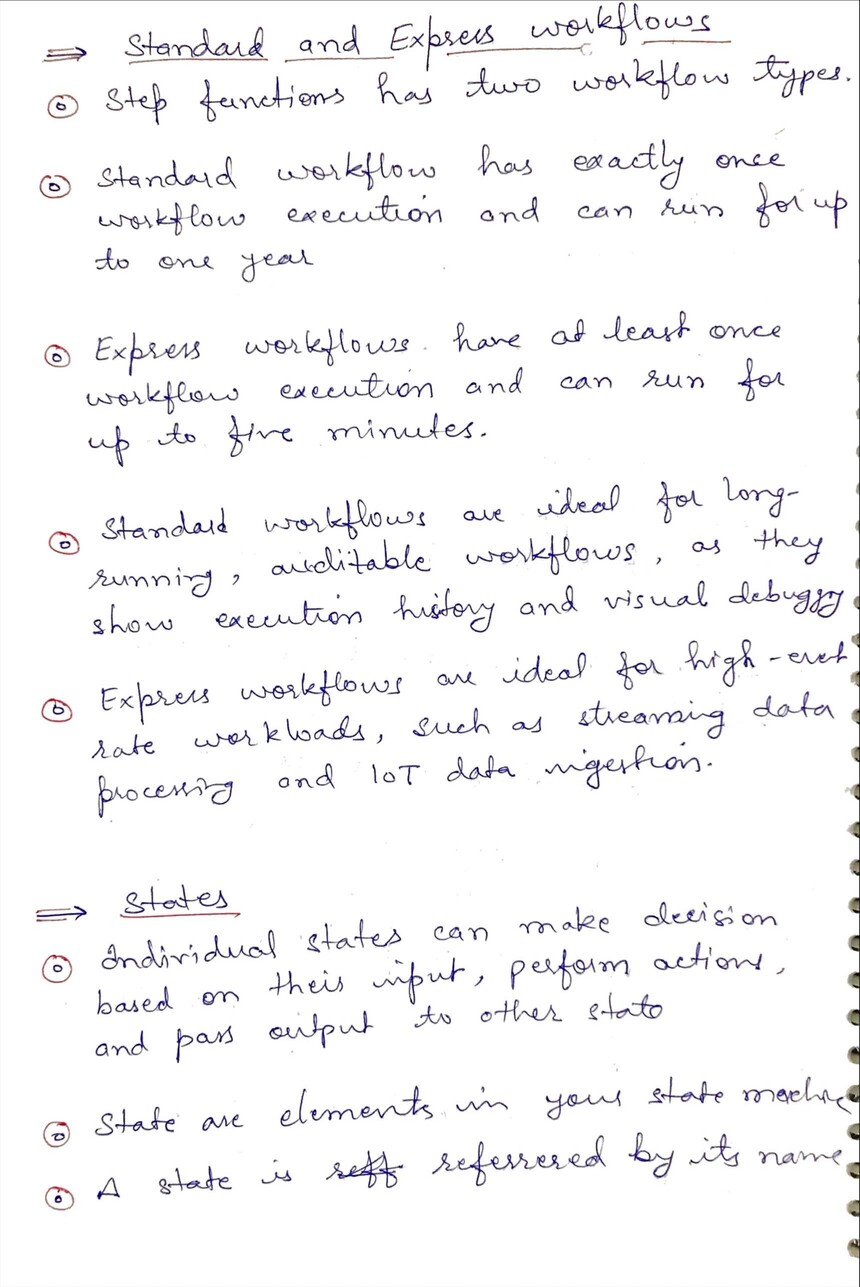 ⇒ Standard and Express workflows
⊙ Step functions has two workflow types.
⊙ Standard workflow has exactly once
workflow execution and can run for up
to one year
⊙ Express workflows. have at least once
workflow execution and can run for
up to five minutes.
⊙ Standard workflows are ideal for long-
running, auditable workflows, as they
show execution history and visual debuggy
⊙ Express workflows are ideal for high-evet
rate workloads, such as streaming data
processing and IoT data ingestion.
⇒ States
⊙ Individual states can make decision
based on their input, perform actions,
and pass output to other state
⊙ State are elements in your state machine
⊙ A state is referrered by its name